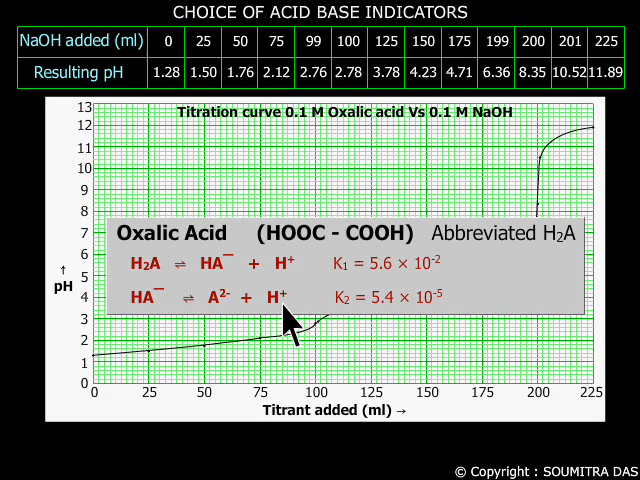 CHOICE OF ACID BASE INDICATORS
NaOH added (ml) 0 25 50 75 99 100 125 150 175 199 200 201 225
Resulting pH 1.28 1.50 1.76 2.12 2.76 2.78 3.78 4.23 4.71 6.36 8.35 10.52 11.89
Titration curve 0.1 M Oxalic acid Vs 0.1 M NaOH
13
12
11
10
9
8
7
6
5
4
3
2
1
0
↑
pH
Oxalic Acid (HOOC - COOH) Abbreviated H₂A
H₂A ⇌ HA⁻ + H⁺ K₁ = 5.6 × 10⁻²
HA⁻ ⇌ A²⁻ + H⁺ K₂ = 5.4 × 10⁻⁵
0 25 50 75 100 125 150 175 200 225
Titrant added (ml) →
© Copyright : SOUMITRA DAS